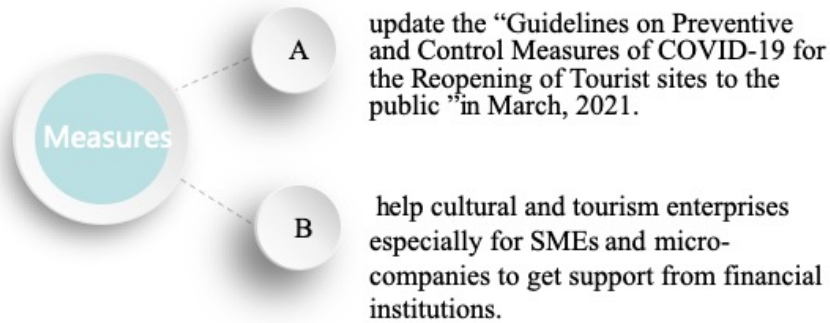 Measures
A
update the “Guidelines on Preventive
and Control Measures of COVID-19 for
the Reopening of Tourist sites to the
public ”in March, 2021.
B
help cultural and tourism enterprises
especially for SMEs and micro-
companies to get support from financial
institutions.